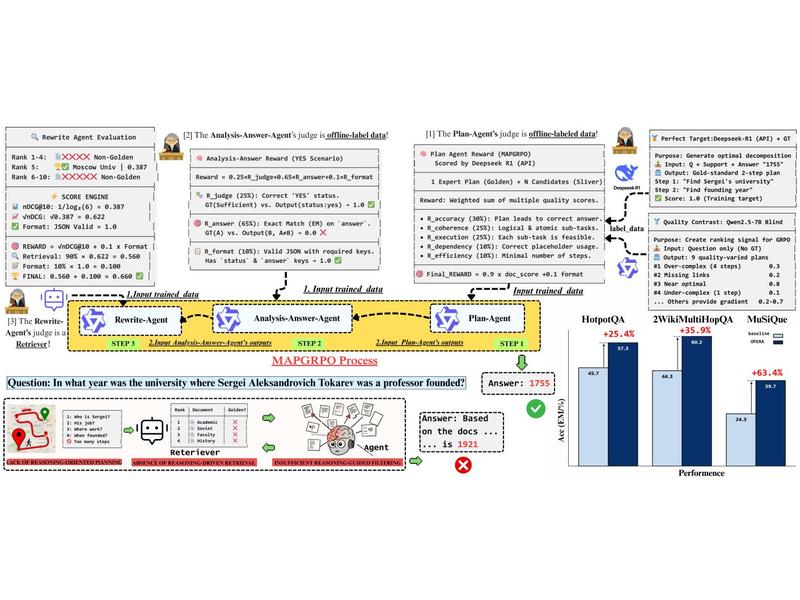 Rewrite Agent Evaluation
Rank 1-4: ❌❌❌❌ Non-Golden
Rank 5: ✅ Moscow Univ | 0.387
Rank 6-10: ❌❌❌❌❌ Non-Golden
⚡ SCORE ENGINE
nDCG@10: 1/log₂(6) = 0.387
√nDCG: √0.387 = 0.622
✅ Format: JSON Valid = 1.0
REWARD = √nDCG@10 + 0.1 x Format
Retrieval: 90% × 0.622 = 0.560
Format: 10% × 1.0 = 0.100
FINAL: 0.560 + 0.100 = 0.660 ✅
[3] The Rewrite-
Agent's judge is a
Retriever!
[2] The Analysis-Answer-Agent's judge is offline-label data!
Analysis-Answer Reward (YES Scenario)
Reward = 0.25×R_judge+0.65×R_answer+0.1×R_format
R_judge (25%): Correct 'YES' status.
GT(Sufficient) vs. Output(status:yes) → 1.0 ✅
R_answer (65%): Exact Match (EM) on `answer`.
GT(A) vs. Output(B, A≠B) → 0.0 ❌
R_format (10%): Valid JSON with required keys.
Has `status` & `answer` keys → 1.0 ✅
[1] The Plan-Agent's judge is offline-labeled data!
Plan Agent Reward (MAPGRPO)
Scored by Deepseek R1 (API)
1 Expert Plan (Golden) + N Candidates (Sliver)
Reward: Weighted sum of multiple quality scores.
• R_accuracy (30%): Plan leads to correct answer.
• R_coherence (25%): Logical & atomic sub-tasks.
• R_execution (25%): Each sub-task is feasible.
• R_dependency (10%): Correct placeholder usage.
• R_efficiency (10%): Minimal number of steps.
Final_REWARD = 0.9 × doc_score +0.1 format
Deepseek R1
label_data
Perfect Target:Deepseek-R1 (API) + GT
Purpose: Generate optimal decomposition
Input: Q + Support + Answer "1755"
Output: Gold-standard 2-step plan
Step 1: "Find Sergei's university"
Step 2: "Find founding year"
✅ Score: 1.0 (Training target)
Quality Contrast: Qwen2.5-7B Blind
Purpose: Create ranking signal for GRPO
Input: Question only (No GT)
Output: 9 quality-varied plans
#1 Over-complex (4 steps) 0.3
#2 Missing links 0.2
#3 Near optimal 0.8
#4 Under-complex (1 step) 0.1
... Others provide gradient 0.2-0.7
1.Input trained_data
1. Input trained_data
Input trained_data
Rewrite-Agent
Analysis-Answer-Agent
Plan-Agent
STEP 3
2.Input Analysis-Answer-Agent's outputs
STEP 2
2.Input Plan-Agent's outputs
STEP 1
MAPGRPO Process
Question: In what year was the university where Sergei Aleksandrovich Tokarev was a professor founded?
Answer: 1755
1: Who is Sergei?
2: His job?
3: Where work?
4: When founded?
Too many steps
Rank Document Golden?
1 Academic ❌
2 Soviet ❌
3 Faculty ❌
4 History ❌
Reteriever
Agent
LACK OF REASONING-ORIENTED PLANNING
ABSENCE OF REASONING-DRIVEN RETRIEVAL
INSUFFICIENT REASONING-GUIDED FILTERING
Answer: Based
on the docs ...
... is 1921
HotpotQA
2WikiMultiHopQA
MuSiQue
+25.4%
+35.9%
+63.4%
baseline
OPERA
45.7
57.3
44.3
60.2
24.3
39.7
Acc (EM/%)
Performence